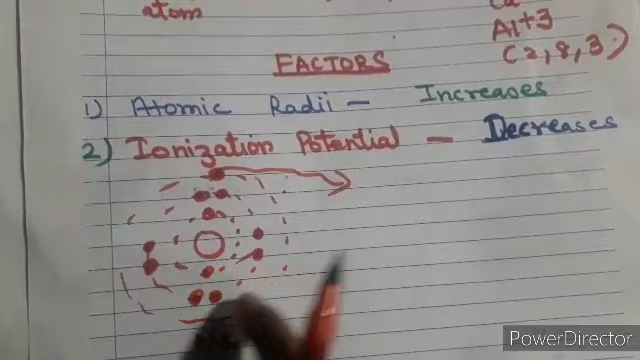 atom
Al+3
(2,8,3)
FACTORS
1) Atomic Radii — Increases
2) Ionization Potential — Decreases
PowerDirector